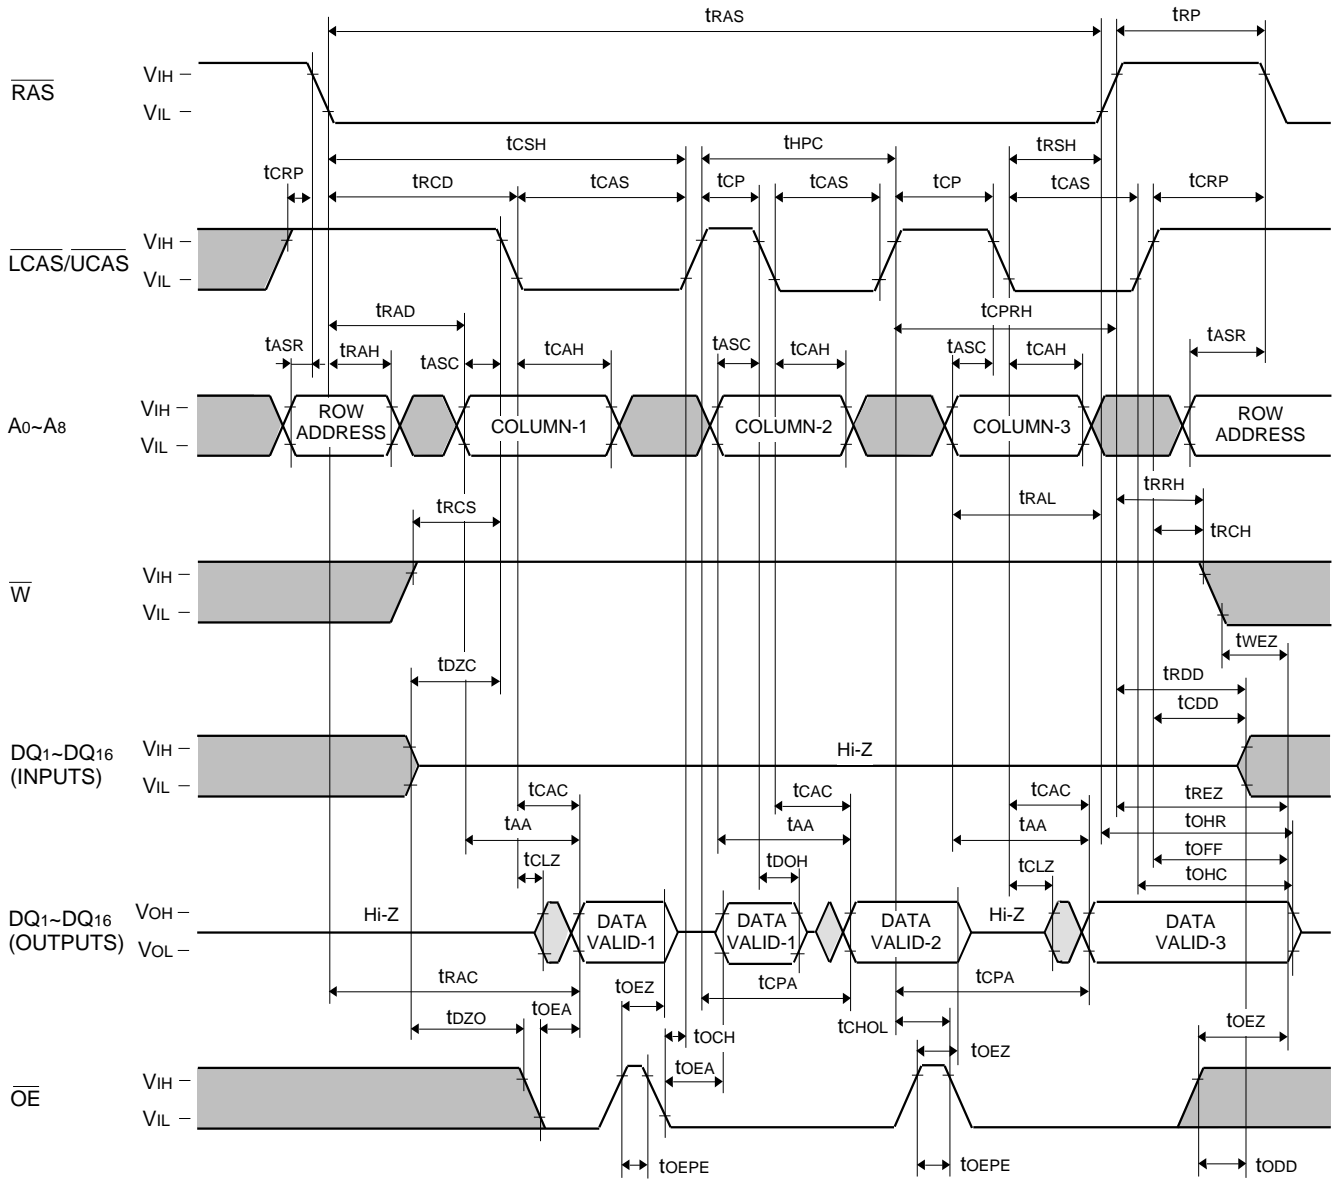 tRAS
tRP
RAS
VIH
VIL
tCSH
tHPC
tRSH
tCRP
tRCD
tCAS
tCP
tCAS
tCP
tCAS
tCRP
LCAS/UCAS
VIH
VIL
tRAD
tCPRH
tASR
tRAH
tASC
tCAH
tASC
tCAH
tASC
tCAH
tASR
A0~A8
VIH
VIL
ROW
ADDRESS
COLUMN-1
COLUMN-2
COLUMN-3
ROW
ADDRESS
tRCS
tRAL
tRRH
tRCH
W
VIH
VIL
tWEZ
tDZC
tRDD
tCDD
DQ1~DQ16
(INPUTS)
VIH
VIL
Hi-Z
tCAC
tCAC
tCAC
tREZ
tAA
tAA
tAA
tOHR
tCLZ
tDOH
tCLZ
tOFF
tOHC
DQ1~DQ16
(OUTPUTS)
VOH
VOL
Hi-Z
DATA
VALID-1
DATA
VALID-1
DATA
VALID-2
Hi-Z
DATA
VALID-3
tRAC
tOEZ
tCPA
tCPA
tDZO
tOEA
tOCH
tCHOL
tOEZ
tOEZ
tOEA
OE
VIH
VIL
tOEPE
tOEPE
tODD